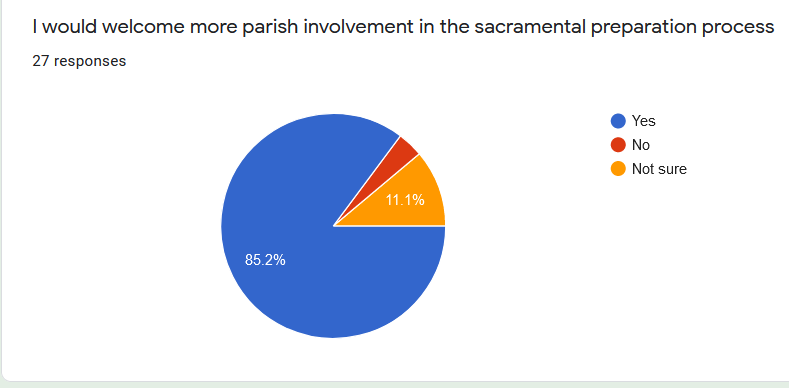 I would welcome more parish involvement in the sacramental preparation process
27 responses
Yes
No
Not sure
11.1%
85.2%